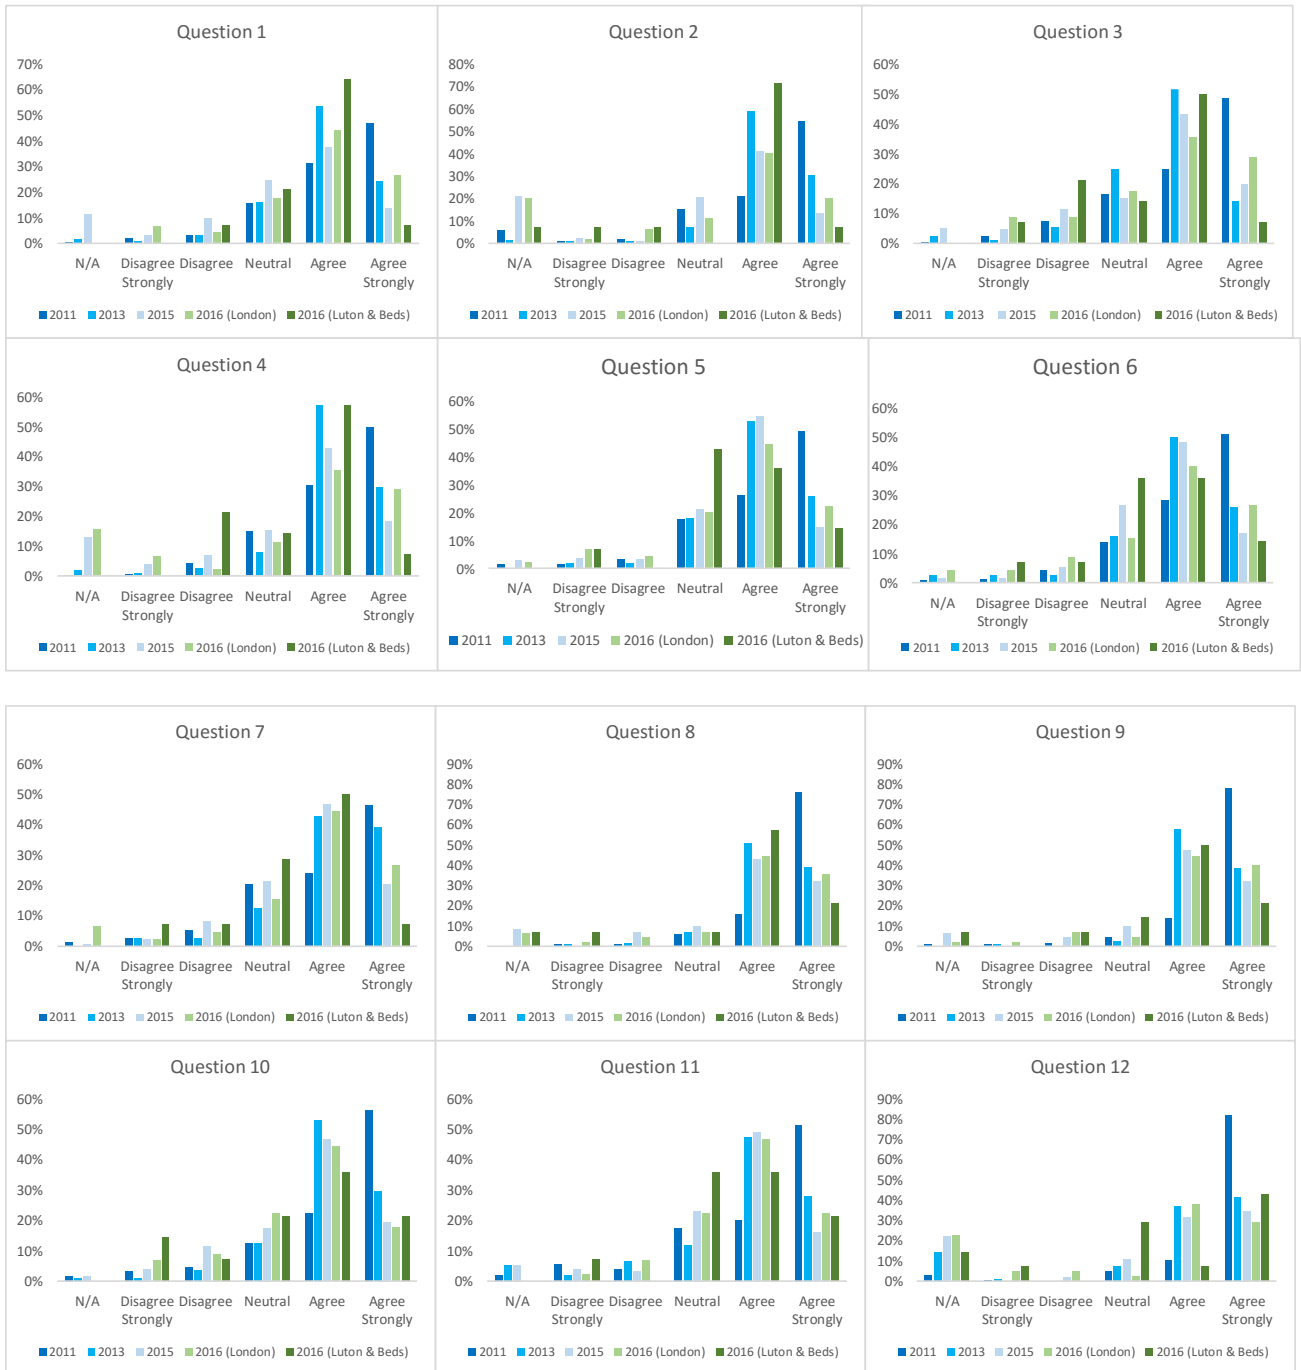 Question 1
70%
60%
50%
40%
30%
20%
10%
0%
N/A Disagree Disagree Neutral Agree Agree
Strongly Strongly
2011 2013 2015 2016 (London) 2016 (Luton & Beds)
Question 2
80%
70%
60%
50%
40%
30%
20%
10%
0%
N/A Disagree Disagree Neutral Agree Agree
Strongly Strongly
2011 2013 2015 2016 (London) 2016 (Luton & Beds)
Question 3
60%
50%
40%
30%
20%
10%
0%
N/A Disagree Disagree Neutral Agree Agree
Strongly Strongly
2011 2013 2015 2016 (London) 2016 (Luton & Beds)
Question 4
60%
50%
40%
30%
20%
10%
0%
N/A Disagree Disagree Neutral Agree Agree
Strongly Strongly
2011 2013 2015 2016 (London) 2016 (Luton & Beds)
Question 5
60%
50%
40%
30%
20%
10%
0%
N/A Disagree Disagree Neutral Agree Agree
Strongly Strongly
2011 2013 2015 2016 (London) 2016 (Luton & Beds)
Question 6
60%
50%
40%
30%
20%
10%
0%
N/A Disagree Disagree Neutral Agree Agree
Strongly Strongly
2011 2013 2015 2016 (London) 2016 (Luton & Beds)
Question 7
60%
50%
40%
30%
20%
10%
0%
N/A Disagree Disagree Neutral Agree Agree
Strongly Strongly
2011 2013 2015 2016 (London) 2016 (Luton & Beds)
Question 8
90%
80%
70%
60%
50%
40%
30%
20%
10%
0%
N/A Disagree Disagree Neutral Agree Agree
Strongly Strongly
2011 2013 2015 2016 (London) 2016 (Luton & Beds)
Question 9
90%
80%
70%
60%
50%
40%
30%
20%
10%
0%
N/A Disagree Disagree Neutral Agree Agree
Strongly Strongly
2011 2013 2015 2016 (London) 2016 (Luton & Beds)
Question 10
60%
50%
40%
30%
20%
10%
0%
N/A Disagree Disagree Neutral Agree Agree
Strongly Strongly
2011 2013 2015 2016 (London) 2016 (Luton & Beds)
Question 11
60%
50%
40%
30%
20%
10%
0%
N/A Disagree Disagree Neutral Agree Agree
Strongly Strongly
2011 2013 2015 2016 (London) 2016 (Luton & Beds)
Question 12
90%
80%
70%
60%
50%
40%
30%
20%
10%
0%
N/A Disagree Disagree Neutral Agree Agree
Strongly Strongly
2011 2013 2015 2016 (London) 2016 (Luton & Beds)